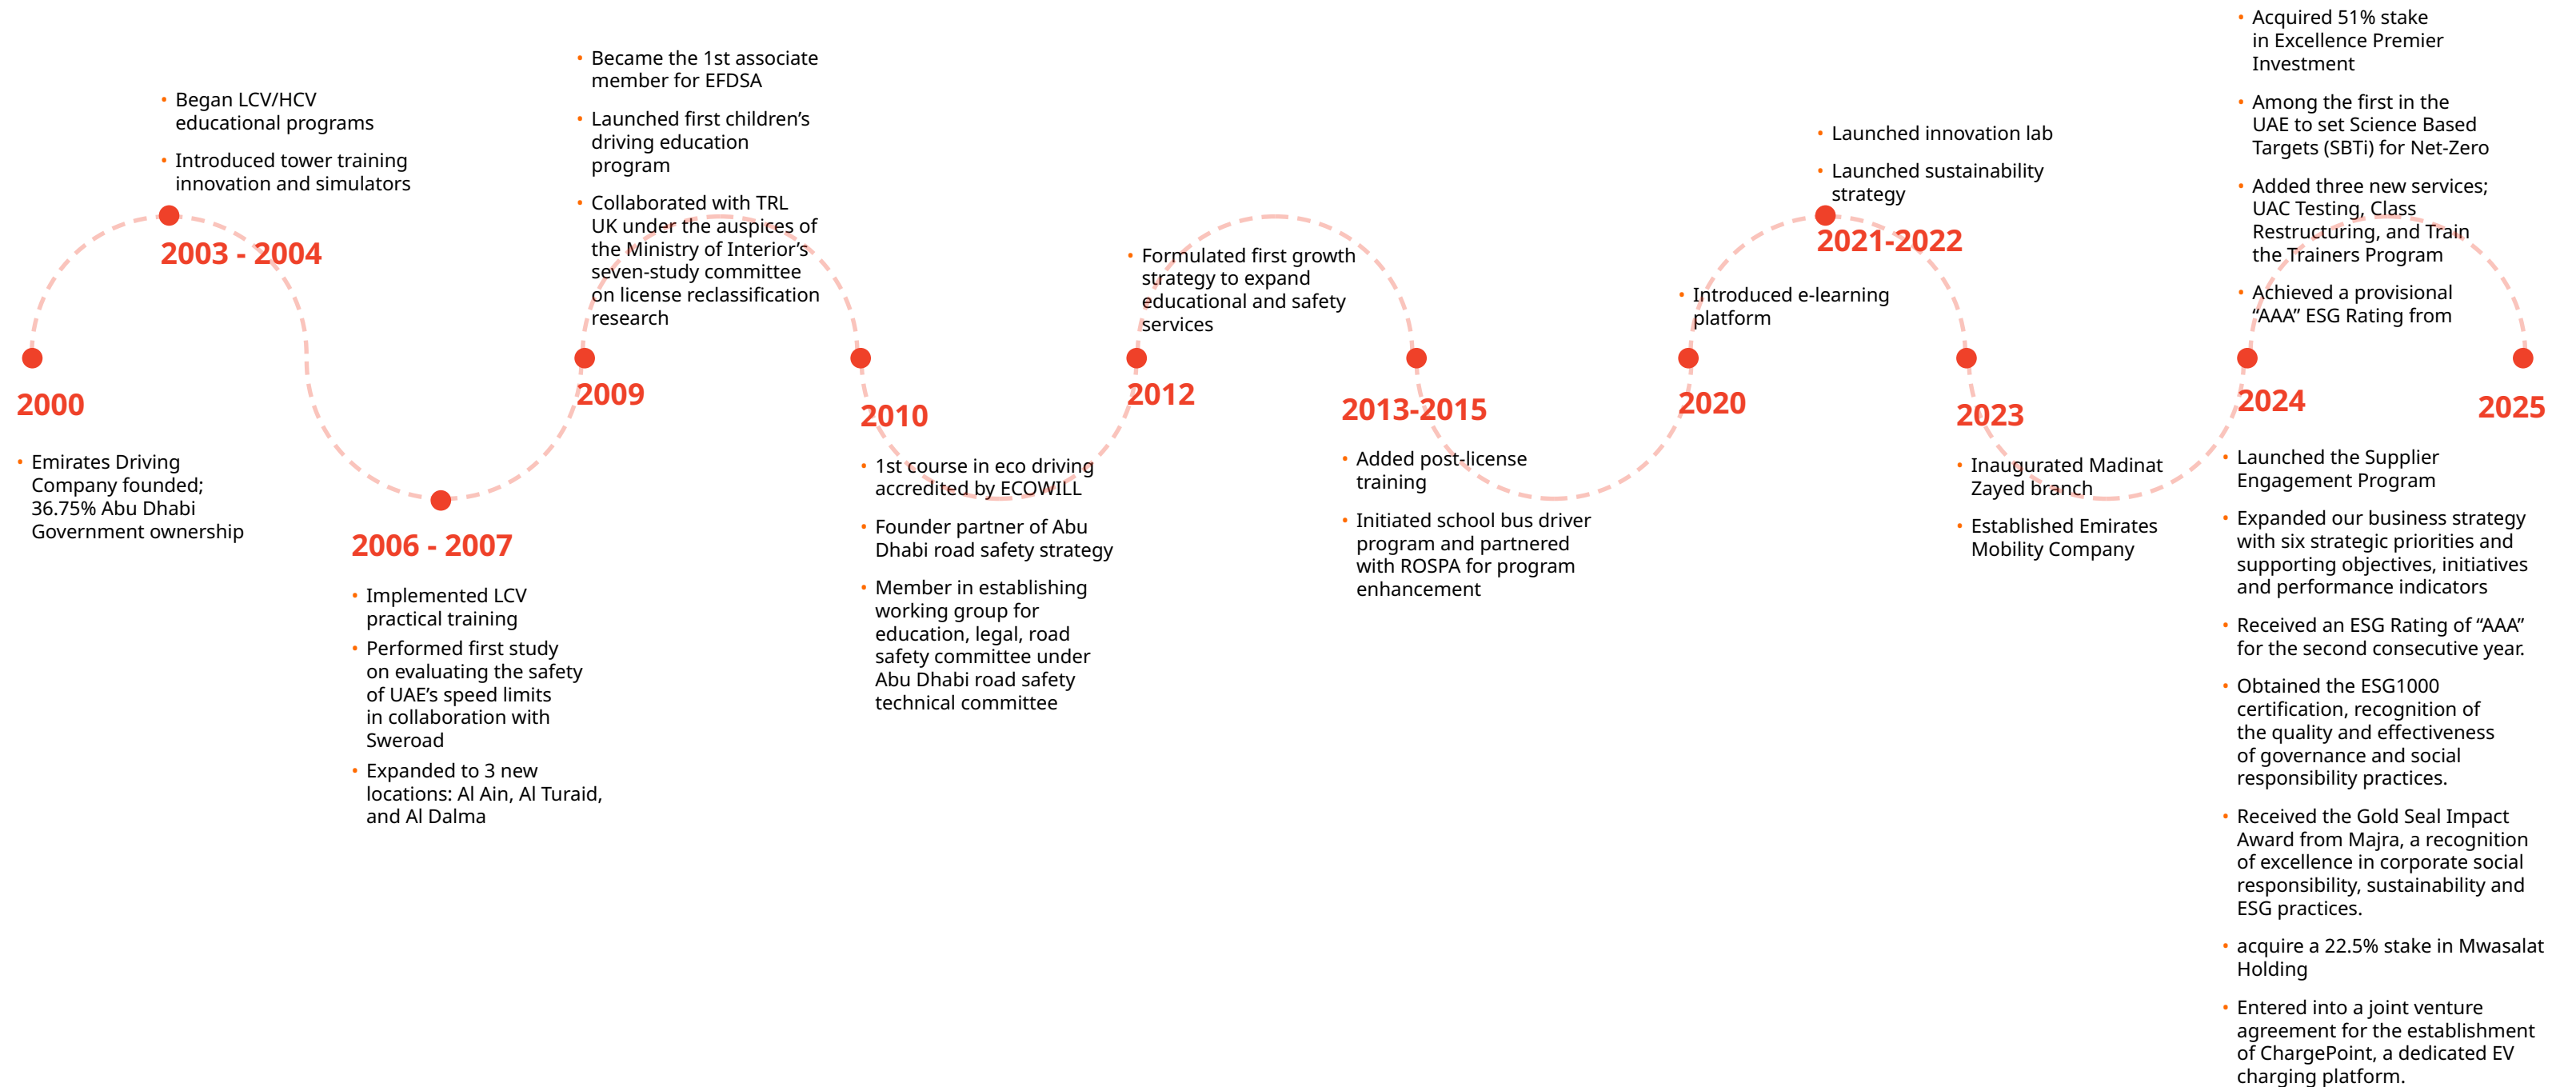 • Began LCV/HCV
educational programs
• Introduced tower training
innovation and simulators
2003 - 2004
2000
• Emirates Driving
Company founded;
36.75% Abu Dhabi
Government ownership
2006 - 2007
• Implemented LCV
practical training
• Performed first study
on evaluating the safety
of UAE’s speed limits
in collaboration with
Sweroad
• Expanded to 3 new
locations: Al Ain, Al Turaid,
and Al Dalma
• Became the 1st associate
member for EFDSA
• Launched first children’s
driving education
program
• Collaborated with TRL
UK under the auspices of
the Ministry of Interior’s
seven-study committee
on license reclassification
research
2009
2010
• 1st course in eco driving
accredited by ECOWILL
• Founder partner of Abu
Dhabi road safety strategy
• Member in establishing
working group for
education, legal, road
safety committee under
Abu Dhabi road safety
technical committee
• Formulated first growth
strategy to expand
educational and safety
services
2012
2013-2015
• Added post-license
training
• Initiated school bus driver
program and partnered
with ROSPA for program
enhancement
• Introduced e-learning
platform
2020
• Launched innovation lab
• Launched sustainability
strategy
2021-2022
2023
• Inaugurated Madinat
Zayed branch
• Established Emirates
Mobility Company
• Acquired 51% stake
in Excellence Premier
Investment
• Among the first in the
UAE to set Science Based
Targets (SBTi) for Net-Zero
• Added three new services;
UAC Testing, Class
Restructuring, and Train
the Trainers Program
• Achieved a provisional
“AAA” ESG Rating from
2024
2025
• Launched the Supplier
Engagement Program
• Expanded our business strategy
with six strategic priorities and
supporting objectives, initiatives
and performance indicators
• Received an ESG Rating of “AAA”
for the second consecutive year.
• Obtained the ESG1000
certification, recognition of
the quality and effectiveness
of governance and social
responsibility practices.
• Received the Gold Seal Impact
Award from Majra, a recognition
of excellence in corporate social
responsibility, sustainability and
ESG practices.
• acquire a 22.5% stake in Mwasalat
Holding
• Entered into a joint venture
agreement for the establishment
of ChargePoint, a dedicated EV
charging platform.